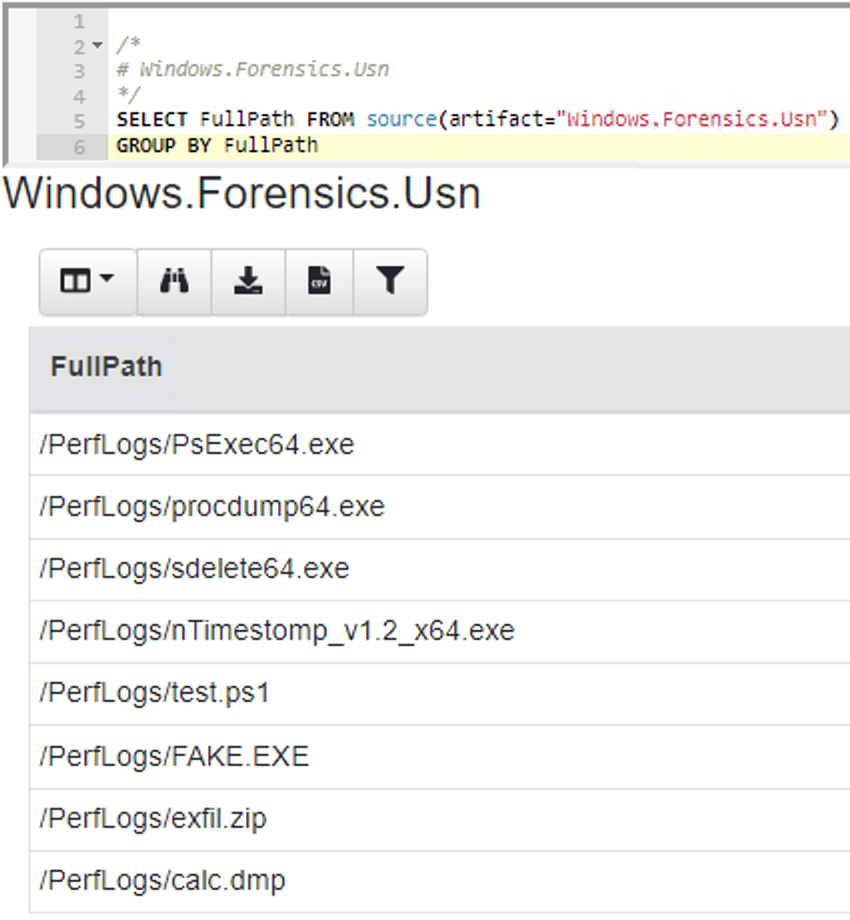 1
2 /*
3 # Windows.Forensics.Usn
4 */
5 SELECT FullPath FROM source(artifact="Windows.Forensics.Usn")
6 GROUP BY FullPath
Windows.Forensics.Usn
CSV
FullPath
/PerfLogs/PsExec64.exe
/PerfLogs/procdump64.exe
/PerfLogs/sdelete64.exe
/PerfLogs/nTimestomp_v1.2_x64.exe
/PerfLogs/test.ps1
/PerfLogs/FAKE.EXE
/PerfLogs/exfil.zip
/PerfLogs/calc.dmp